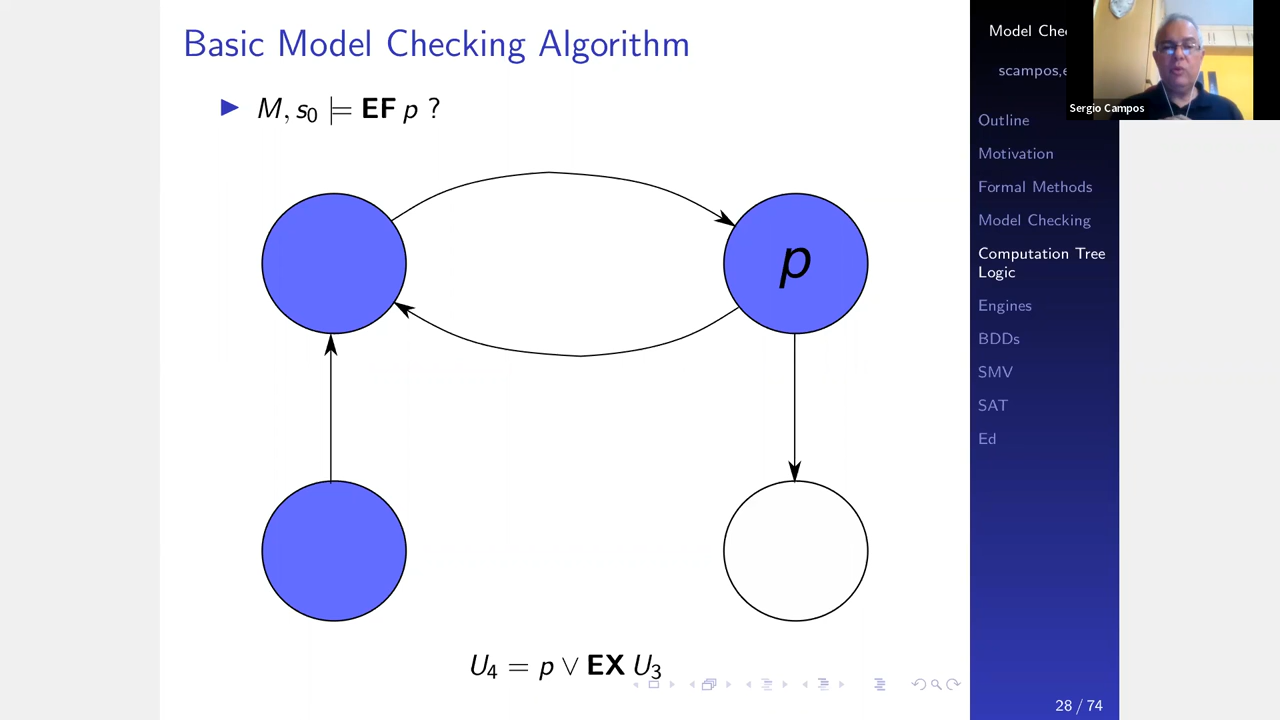 Basic Model Checking Algorithm
▶ M, s₀ ⊨ EF p ?
p
U₄ = p ∨ EX U₃
Model Che
scampos,e
Sergio Campos
Outline
Motivation
Formal Methods
Model Checking
Computation Tree
Logic
Engines
BDDs
SMV
SAT
Ed
28 / 74